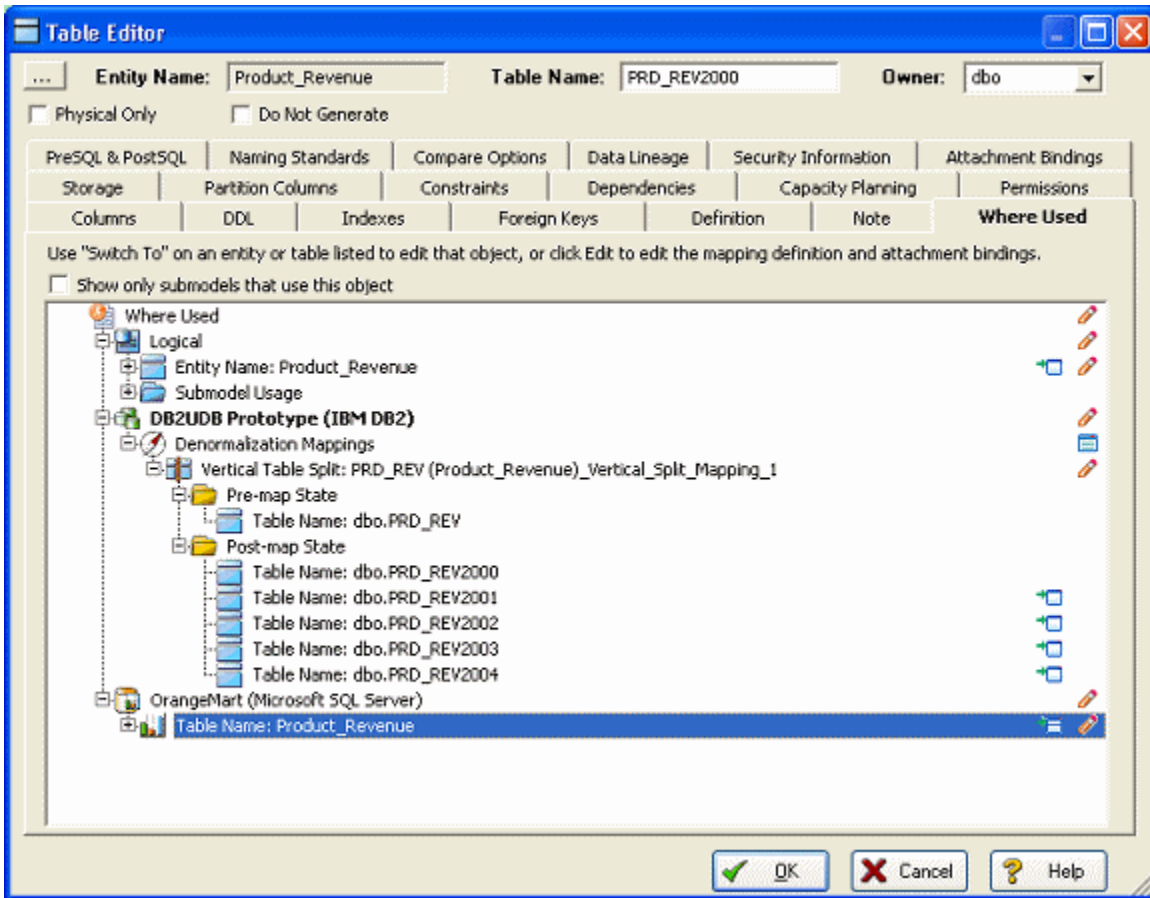 Table Editor
... Entity Name: Product_Revenue Table Name: PRD_REV2000 Owner: dbo
Physical Only Do Not Generate
PreSQL & PostSQL Naming Standards Compare Options Data Lineage Security Information Attachment Bindings
Storage Partition Columns Constraints Dependencies Capacity Planning Permissions
Columns DDL Indexes Foreign Keys Definition Note Where Used
Use "Switch To" on an entity or table listed to edit that object, or click Edit to edit the mapping definition and attachment bindings.
Show only submodels that use this object
Where Used
Logical
Entity Name: Product_Revenue
Submodel Usage
DB2UDB Prototype (IBM DB2)
Denormalization Mappings
Vertical Table Split: PRD_REV (Product_Revenue)_Vertical_Split_Mapping_1
Pre-map State
Table Name: dbo.PRD_REV
Post-map State
Table Name: dbo.PRD_REV2000
Table Name: dbo.PRD_REV2001
Table Name: dbo.PRD_REV2002
Table Name: dbo.PRD_REV2003
Table Name: dbo.PRD_REV2004
OrangeMart (Microsoft SQL Server)
Table Name: Product_Revenue
OK Cancel Help